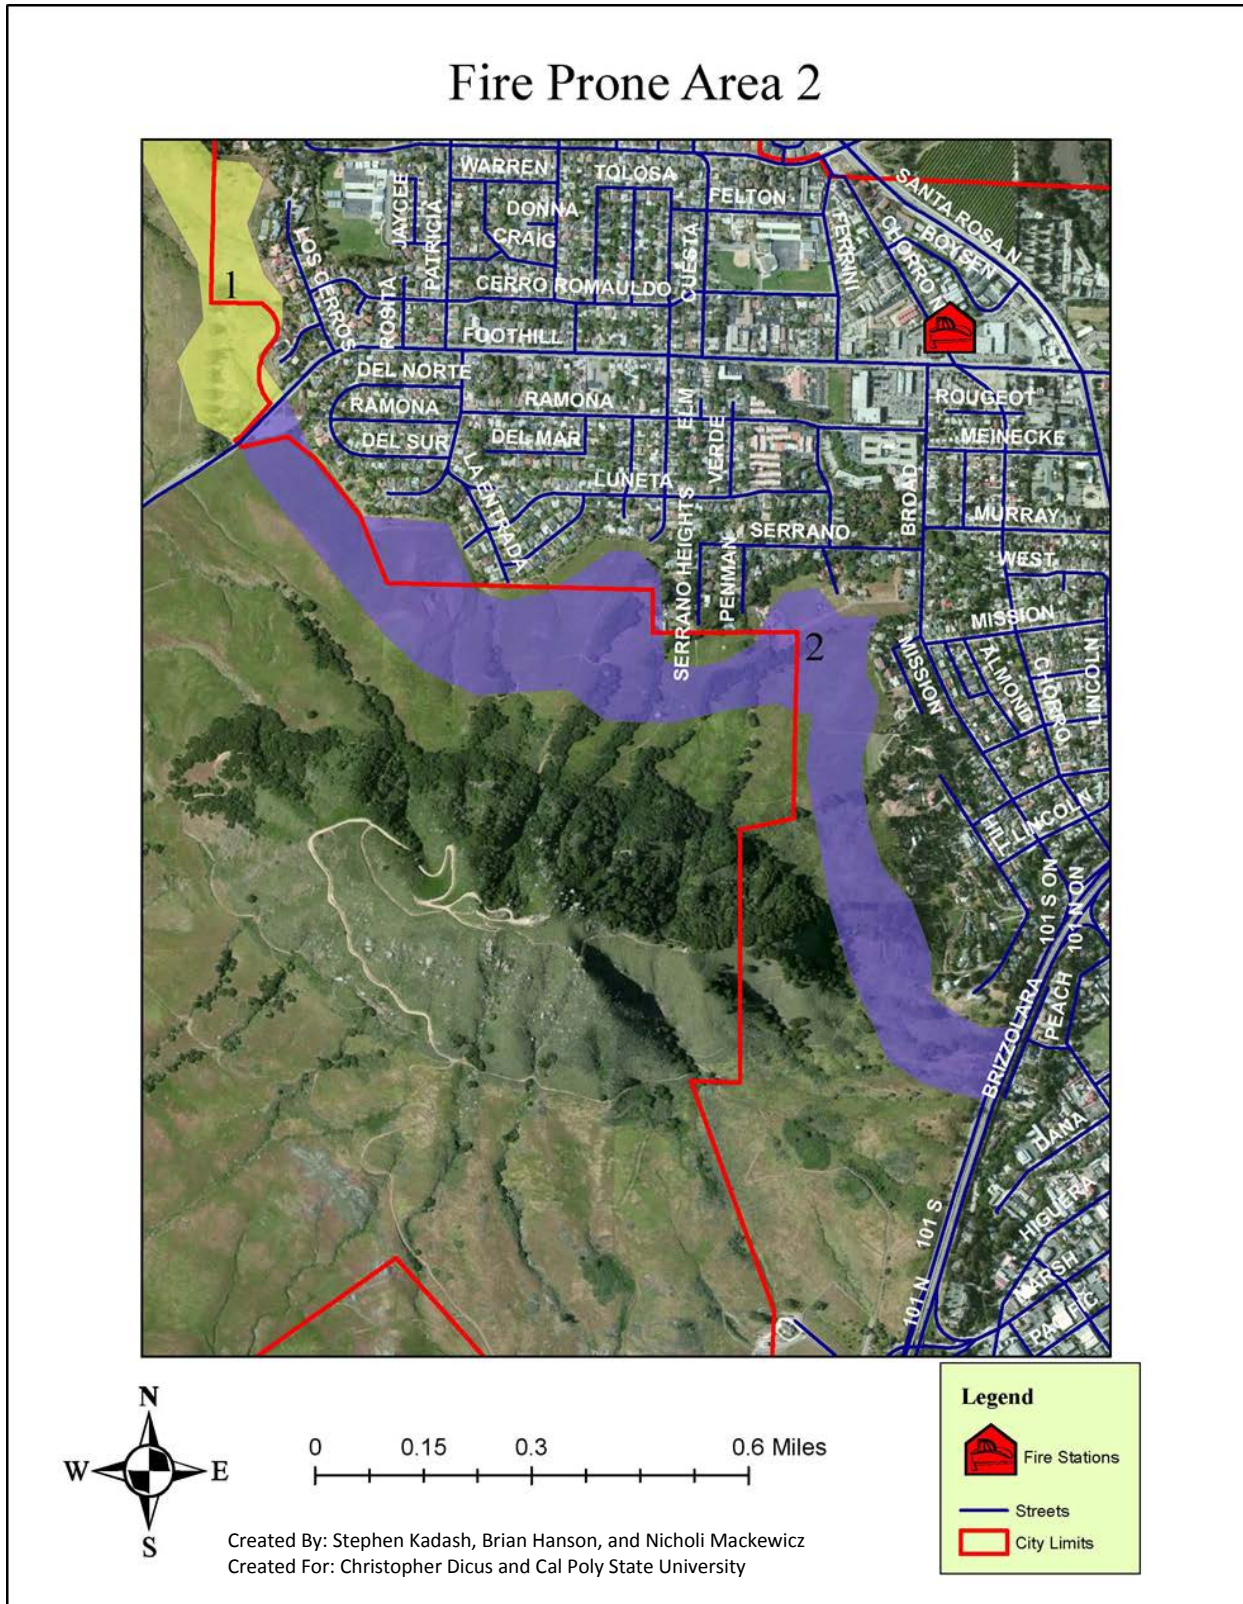 Fire Prone Area 2
WARREN
TOLOSA
SANTA ROSA N
JAYCEE
PATRICIA
DONNA
FELTON
CRAIG
FERRINI
CHORRO N
BOYSEN
LOS CERROS
CUESTA
1
CERRO ROMAULDO
ROSITA
FOOTHILL
DEL NORTE
RAMONA
RAMONA
ELM
ROUGEOT
DEL SUR
DEL MAR
VERDE
MEINECKE
LA ENTRADA
LUNETA
BROAD
SERRANO HEIGHTS
SERRANO
MURRAY
PENMAN
WEST
MISSION
2
MISSION
ALMOND
CHORRO
LINCOLN
HILL
LINCOLN
101 S ON
101 N ON
BRIZZOLARA
PEACH
DANA
HIGUERA
101 S
101 N
MARSH
PACIFIC
N
W E
S
0 0.15 0.3 0.6 Miles
Legend
Fire Stations
Streets
City Limits
Created By: Stephen Kadash, Brian Hanson, and Nicholi Mackewicz
Created For: Christopher Dicus and Cal Poly State University